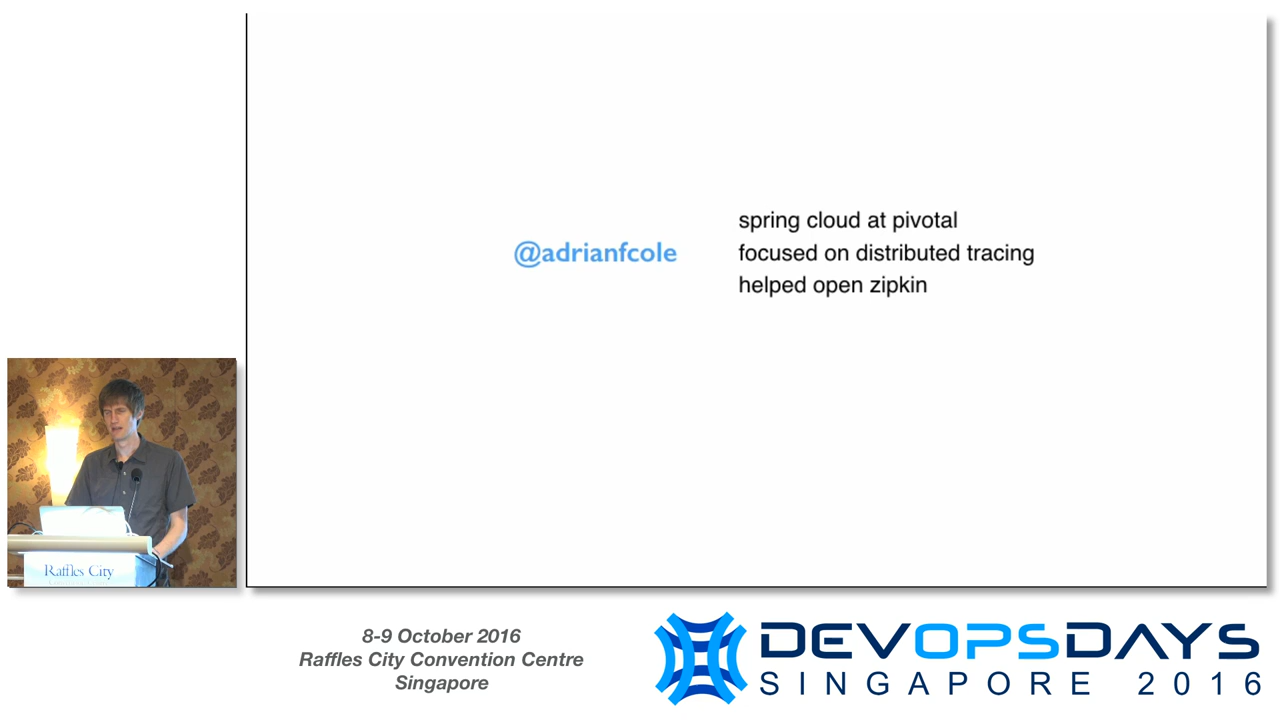 @adrianfcole
spring cloud at pivotal
focused on distributed tracing
helped open zipkin
Raffles City
8-9 October 2016
Raffles City Convention Centre
Singapore
DEVOPSDAYS
SINGAPORE 2016